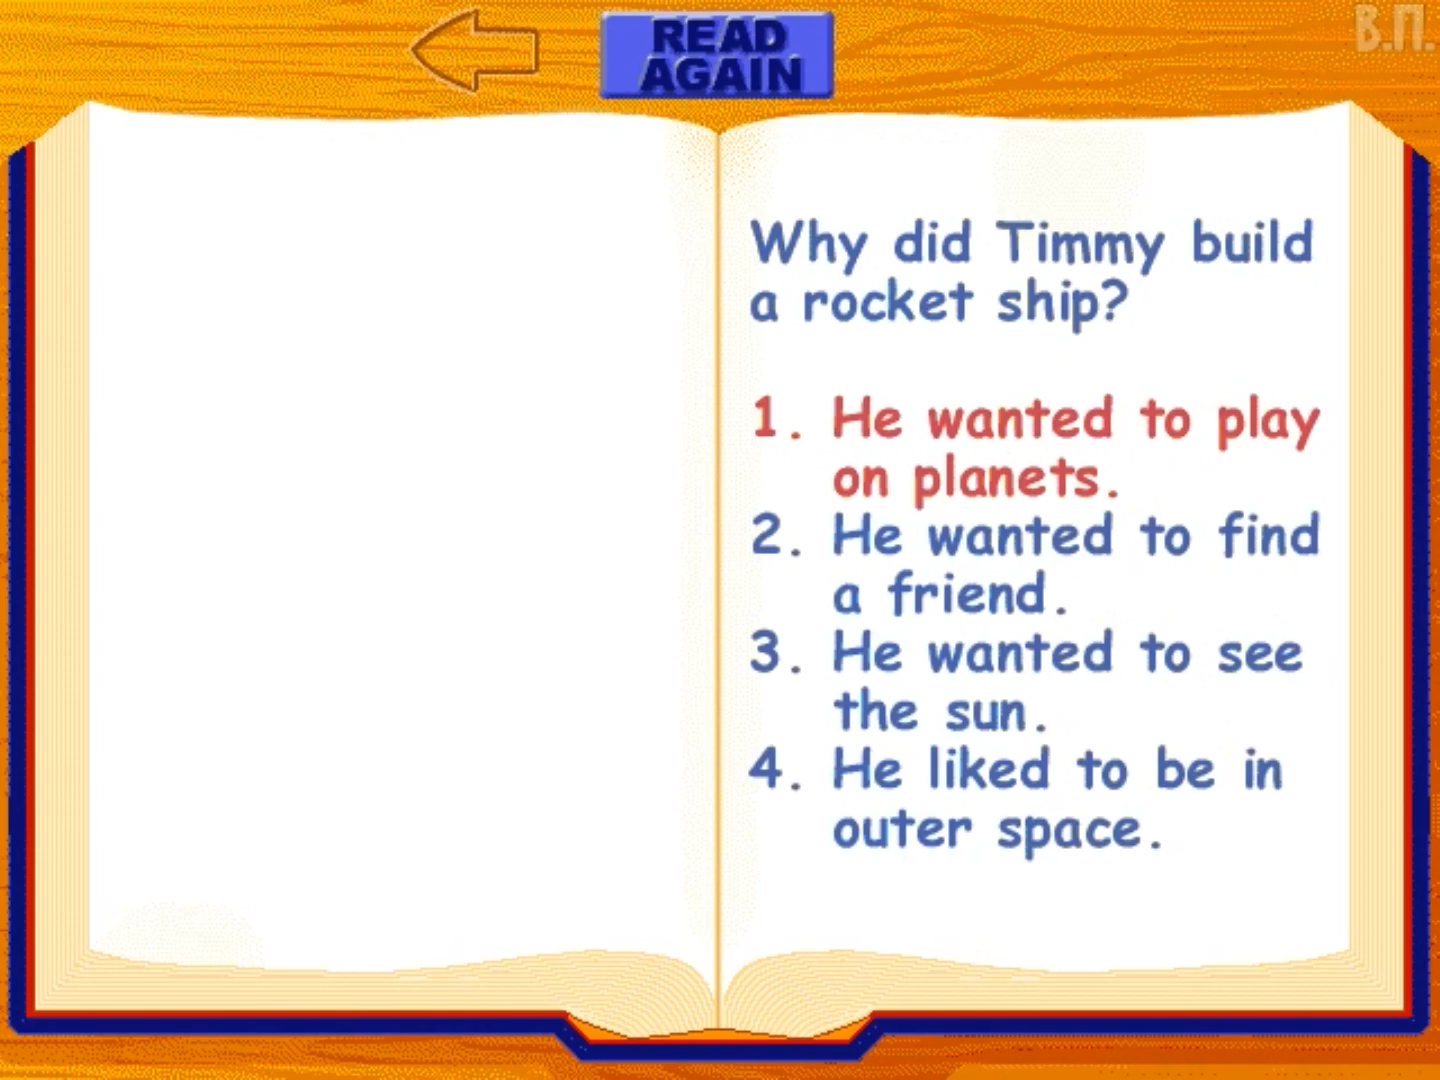 READ
AGAIN
В.П.
Why did Timmy build
a rocket ship?
1. He wanted to play
on planets.
2. He wanted to find
a friend.
3. He wanted to see
the sun.
4. He liked to be in
outer space.